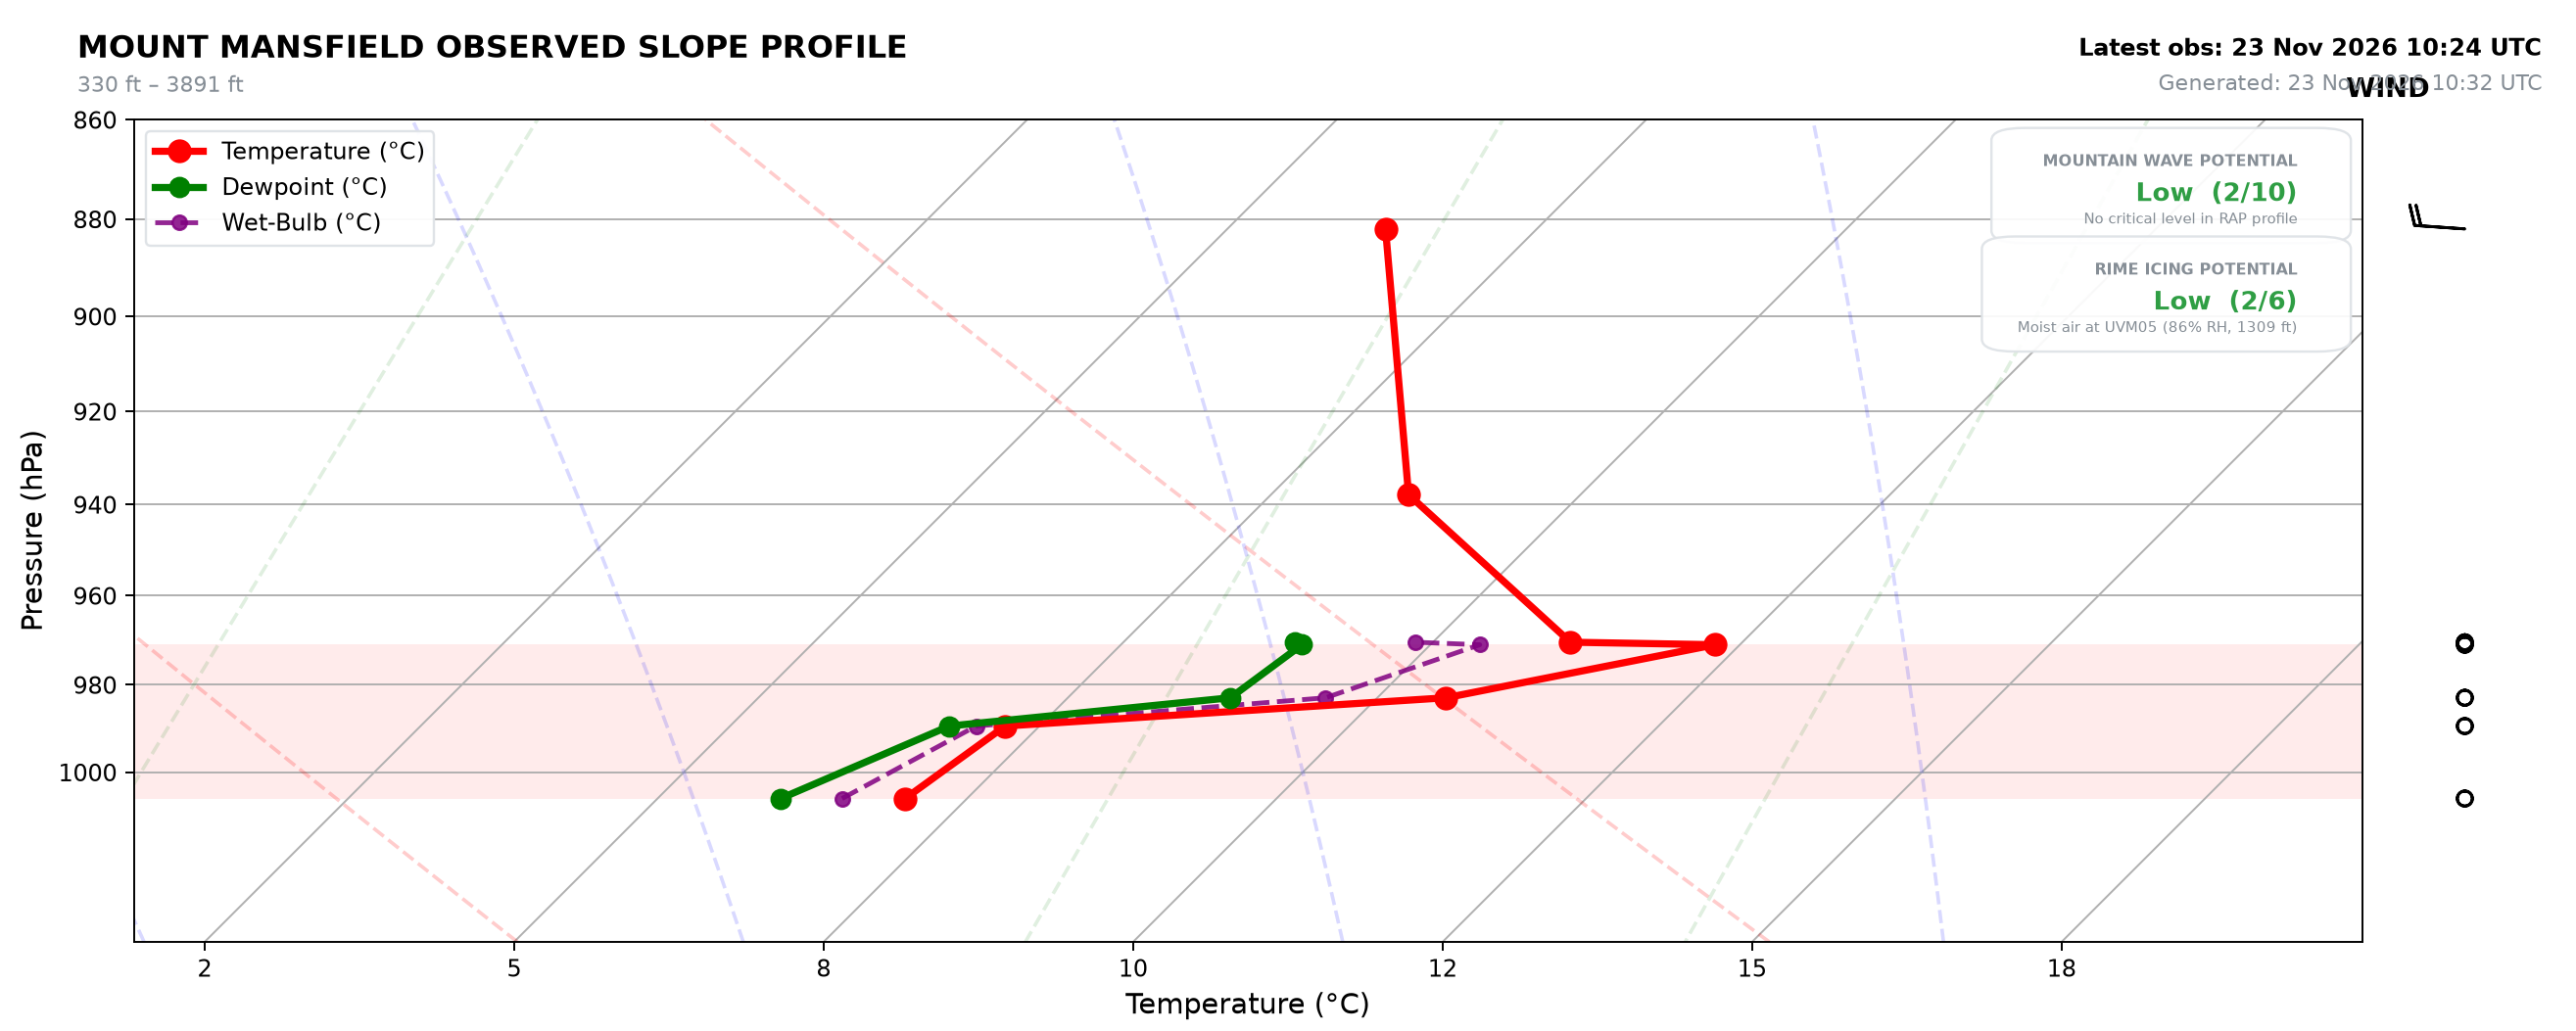 MOUNT MANSFIELD OBSERVED SLOPE PROFILE
330 ft – 3891 ft
Latest obs: 23 Nov 2026 10:24 UTC
Generated: 23 Nov 2026 10:32 UTC
WIND
Temperature (°C)
Dewpoint (°C)
Wet-Bulb (°C)
MOUNTAIN WAVE POTENTIAL
Low (2/10)
No critical level in RAP profile
RIME ICING POTENTIAL
Low (2/6)
Moist air at UVM05 (86% RH, 1309 ft)
Pressure (hPa)
860
880
900
920
940
960
980
1000
2 5 8 10 12 15 18
Temperature (°C)